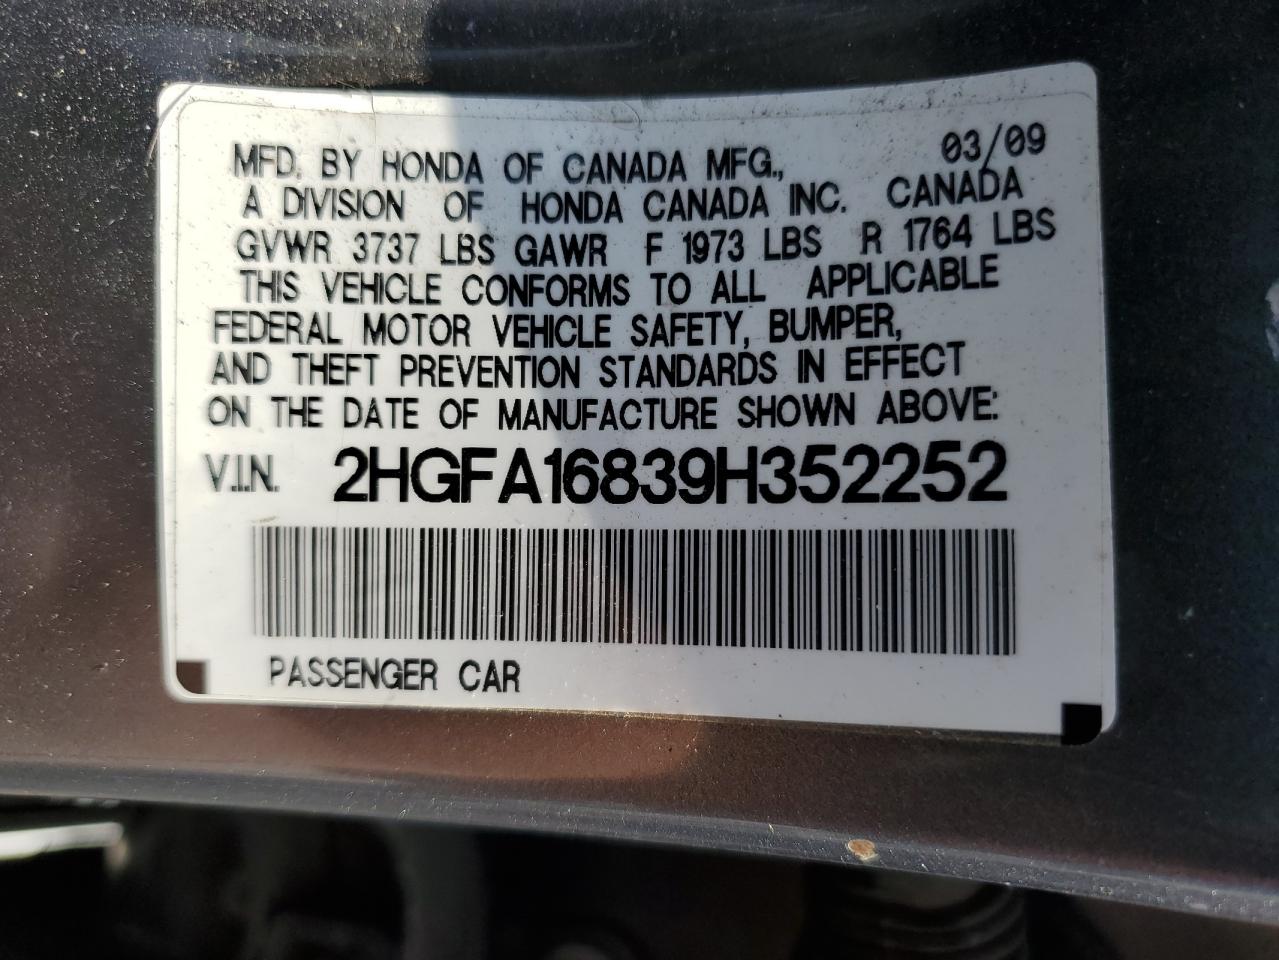 03/09
MFD. BY HONDA OF CANADA MFG.,
A DIVISION OF HONDA CANADA INC. CANADA
GVWR 3737 LBS GAWR F 1973 LBS R 1764 LBS
THIS VEHICLE CONFORMS TO ALL APPLICABLE
FEDERAL MOTOR VEHICLE SAFETY, BUMPER,
AND THEFT PREVENTION STANDARDS IN EFFECT
ON THE DATE OF MANUFACTURE SHOWN ABOVE:
V.I.N. 2HGFA16839H352252
PASSENGER CAR